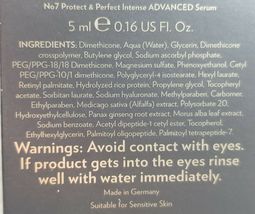 No7 Protect & Perfect Intense ADVANCED Serum
5 ml e 0.16 US Fl. Oz.
INGREDIENTS: Dimethicone, Aqua (Water), Glycerin, Dimethicone
crosspolymer, Butylene glycol, Sodium ascorbyl phosphate,
PEG/PPG-18/18 Dimethicone, Magnesium sulfate, Phenoxyethanol, Cetyl
PEG/PPG-10/1 dimethicone, Polyglyceryl-4 isostearate, Hexyl laurate,
Retinyl palmitate, Hydrolyzed rice protein, Propylene glycol, Tocopheryl
acetate, Sorbitan laurate, Sodium hyaluronate, Methylparaben, Carbomer,
Ethylparaben, Medicago sativa (Alfalfa) extract, Polysorbate 20,
Hydroxyethylcellulose, Panax ginseng root extract, Morus alba leaf extract,
Sodium benzoate, Acetyl dipeptide-1 cetyl ester, Tocopherol,
Ethylhexylglycerin, Palmitoyl oligopeptide, Palmitoyl tetrapeptide-7.
Warnings: Avoid contact with eyes.
If product gets into the eyes rinse
well with water immediately.
Made in Germany
Suitable for Sensitive Skin